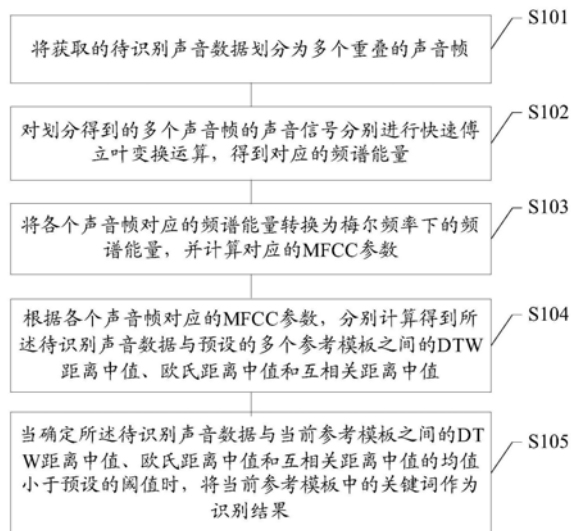 S101
将获取的待识别声音数据划分为多个重叠的声音帧
S102
对划分得到的多个声音帧的声音信号分别进行快速傅
立叶变换运算，得到对应的频谱能量
S103
将各个声音帧对应的频谱能量转换为梅尔频率下的频
谱能量，并计算对应的MFCC参数
S104
根据各个声音帧对应的MFCC参数，分别计算得到所
述待识别声音数据与预设的多个参考模板之间的DTW
距离中值、欧氏距离中值和互相关距离中值
S105
当确定所述待识别声音数据与当前参考模板之间的DT
W距离中值、欧氏距离中值和互相关距离中值的均值
小于预设的阈值时，将当前参考模板中的关键词作为
识别结果